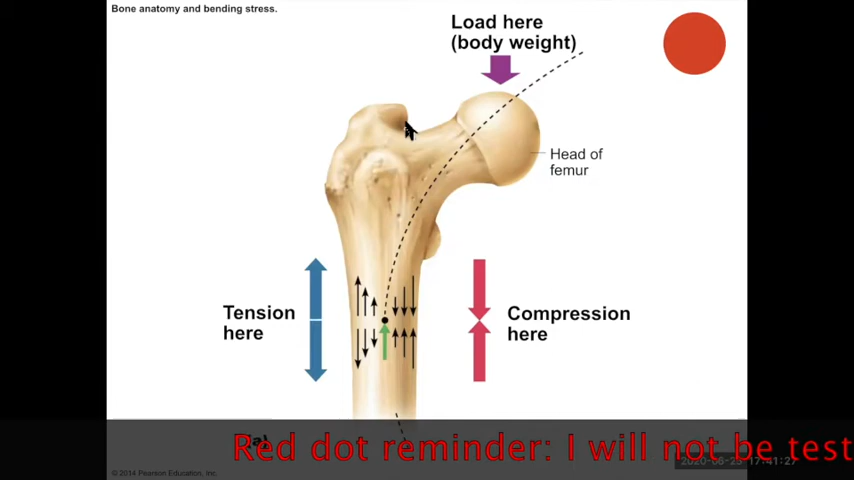 Bone anatomy and bending stress.
Load here
(body weight)
Head of
femur
Tension
here
Compression
here
(a)
Red dot reminder: I will not be test
© 2014 Pearson Education, Inc.